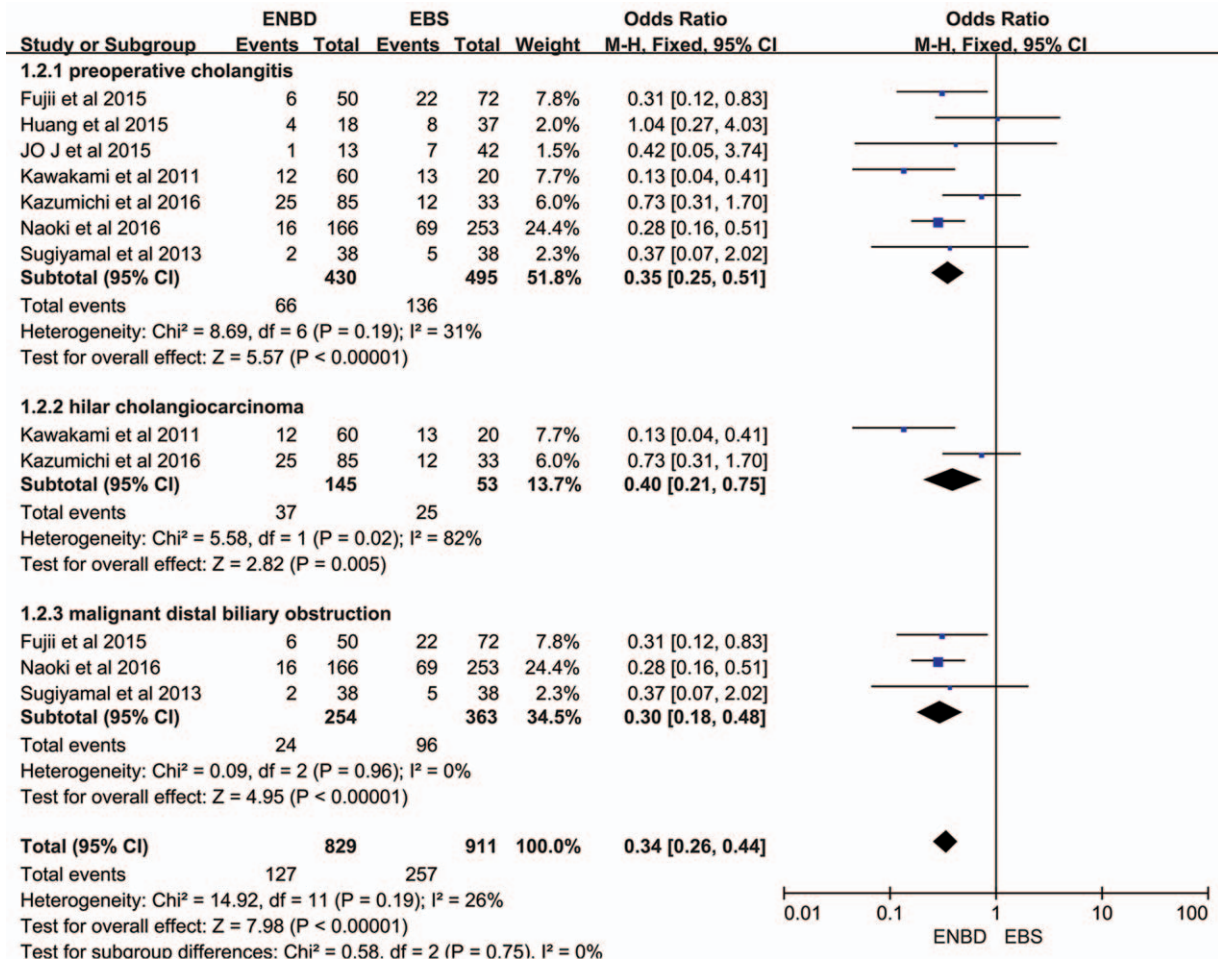 ENBD EBS Odds Ratio Odds Ratio
Study or Subgroup Events Total Events Total Weight M-H, Fixed, 95% CI M-H, Fixed, 95% CI
1.2.1 preoperative cholangitis
Fujii et al 2015 6 50 22 72 7.8% 0.31 [0.12, 0.83]
Huang et al 2015 4 18 8 37 2.0% 1.04 [0.27, 4.03]
JO J et al 2015 1 13 7 42 1.5% 0.42 [0.05, 3.74]
Kawakami et al 2011 12 60 13 20 7.7% 0.13 [0.04, 0.41]
Kazumichi et al 2016 25 85 12 33 6.0% 0.73 [0.31, 1.70]
Naoki et al 2016 16 166 69 253 24.4% 0.28 [0.16, 0.51]
Sugiyamal et al 2013 2 38 5 38 2.3% 0.37 [0.07, 2.02]
Subtotal (95% CI) 430 495 51.8% 0.35 [0.25, 0.51]
Total events 66 136
Heterogeneity: Chi² = 8.69, df = 6 (P = 0.19); I² = 31%
Test for overall effect: Z = 5.57 (P < 0.00001)
1.2.2 hilar cholangiocarcinoma
Kawakami et al 2011 12 60 13 20 7.7% 0.13 [0.04, 0.41]
Kazumichi et al 2016 25 85 12 33 6.0% 0.73 [0.31, 1.70]
Subtotal (95% CI) 145 53 13.7% 0.40 [0.21, 0.75]
Total events 37 25
Heterogeneity: Chi² = 5.58, df = 1 (P = 0.02); I² = 82%
Test for overall effect: Z = 2.82 (P = 0.005)
1.2.3 malignant distal biliary obstruction
Fujii et al 2015 6 50 22 72 7.8% 0.31 [0.12, 0.83]
Naoki et al 2016 16 166 69 253 24.4% 0.28 [0.16, 0.51]
Sugiyamal et al 2013 2 38 5 38 2.3% 0.37 [0.07, 2.02]
Subtotal (95% CI) 254 363 34.5% 0.30 [0.18, 0.48]
Total events 24 96
Heterogeneity: Chi² = 0.09, df = 2 (P = 0.96); I² = 0%
Test for overall effect: Z = 4.95 (P < 0.00001)
Total (95% CI) 829 911 100.0% 0.34 [0.26, 0.44]
Total events 127 257
Heterogeneity: Chi² = 14.92, df = 11 (P = 0.19); I² = 26%
Test for overall effect: Z = 7.98 (P < 0.00001)
Test for subgroup differences: Chi² = 0.58, df = 2 (P = 0.75), I² = 0%
0.01 0.1 1 10 100
ENBD EBS